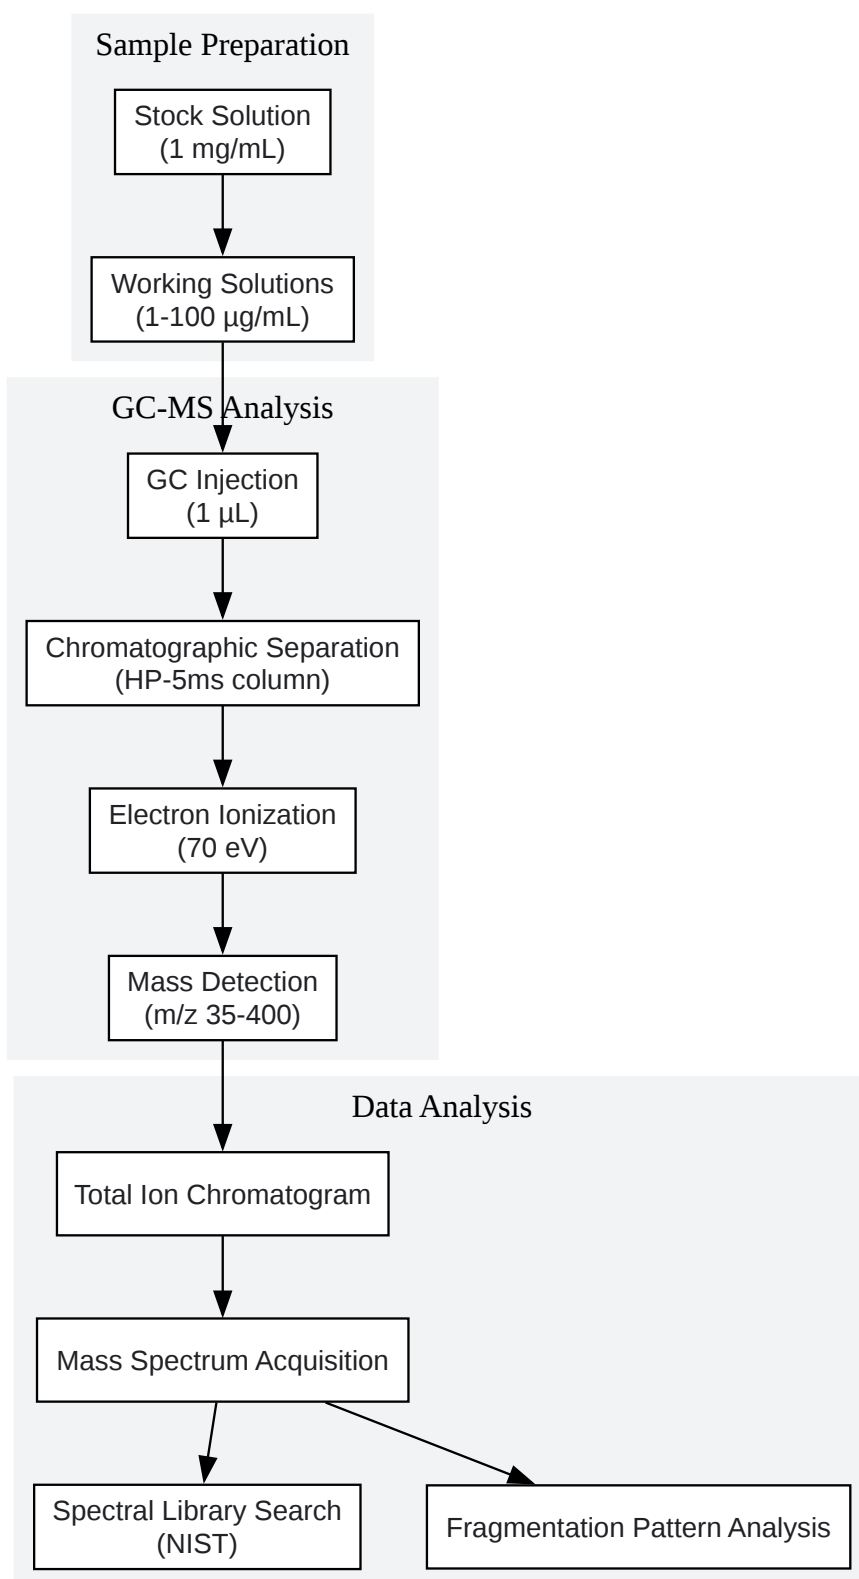 Sample Preparation
Stock Solution
(1 mg/mL)
Working Solutions
(1-100 µg/mL)
GC-MS Analysis
GC Injection
(1 µL)
Chromatographic Separation
(HP-5ms column)
Electron Ionization
(70 eV)
Mass Detection
(m/z 35-400)
Data Analysis
Total Ion Chromatogram
Mass Spectrum Acquisition
Spectral Library Search
(NIST)
Fragmentation Pattern Analysis